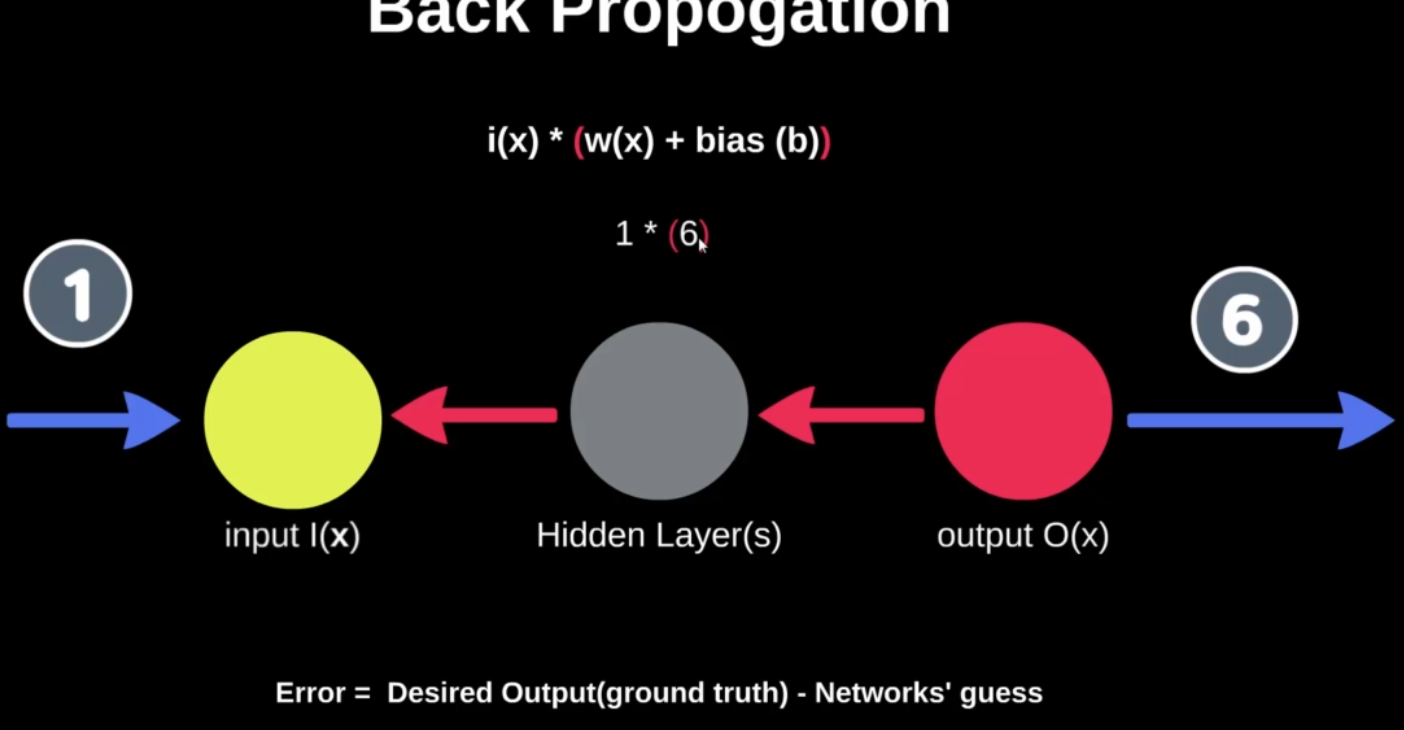 Back Propogation
i(x) * (w(x) + bias (b))
1 * (6)
1
6
input I(x)
Hidden Layer(s)
output O(x)
Error = Desired Output(ground truth) - Networks' guess